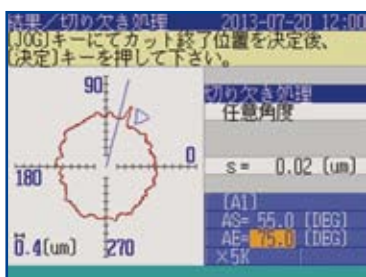 結果／切り欠き処理 2013-07-20 12:00
[JOG]キーにてカット終了位置を決定後、
[決定]キーを押して下さい。
90
切り欠き処理
任意角度
0
s= 0.02 (um)
180
[A1]
AS= 55.0 [DEG]
AE= 75.0 [DEG]
0.4(um) 270
×5K